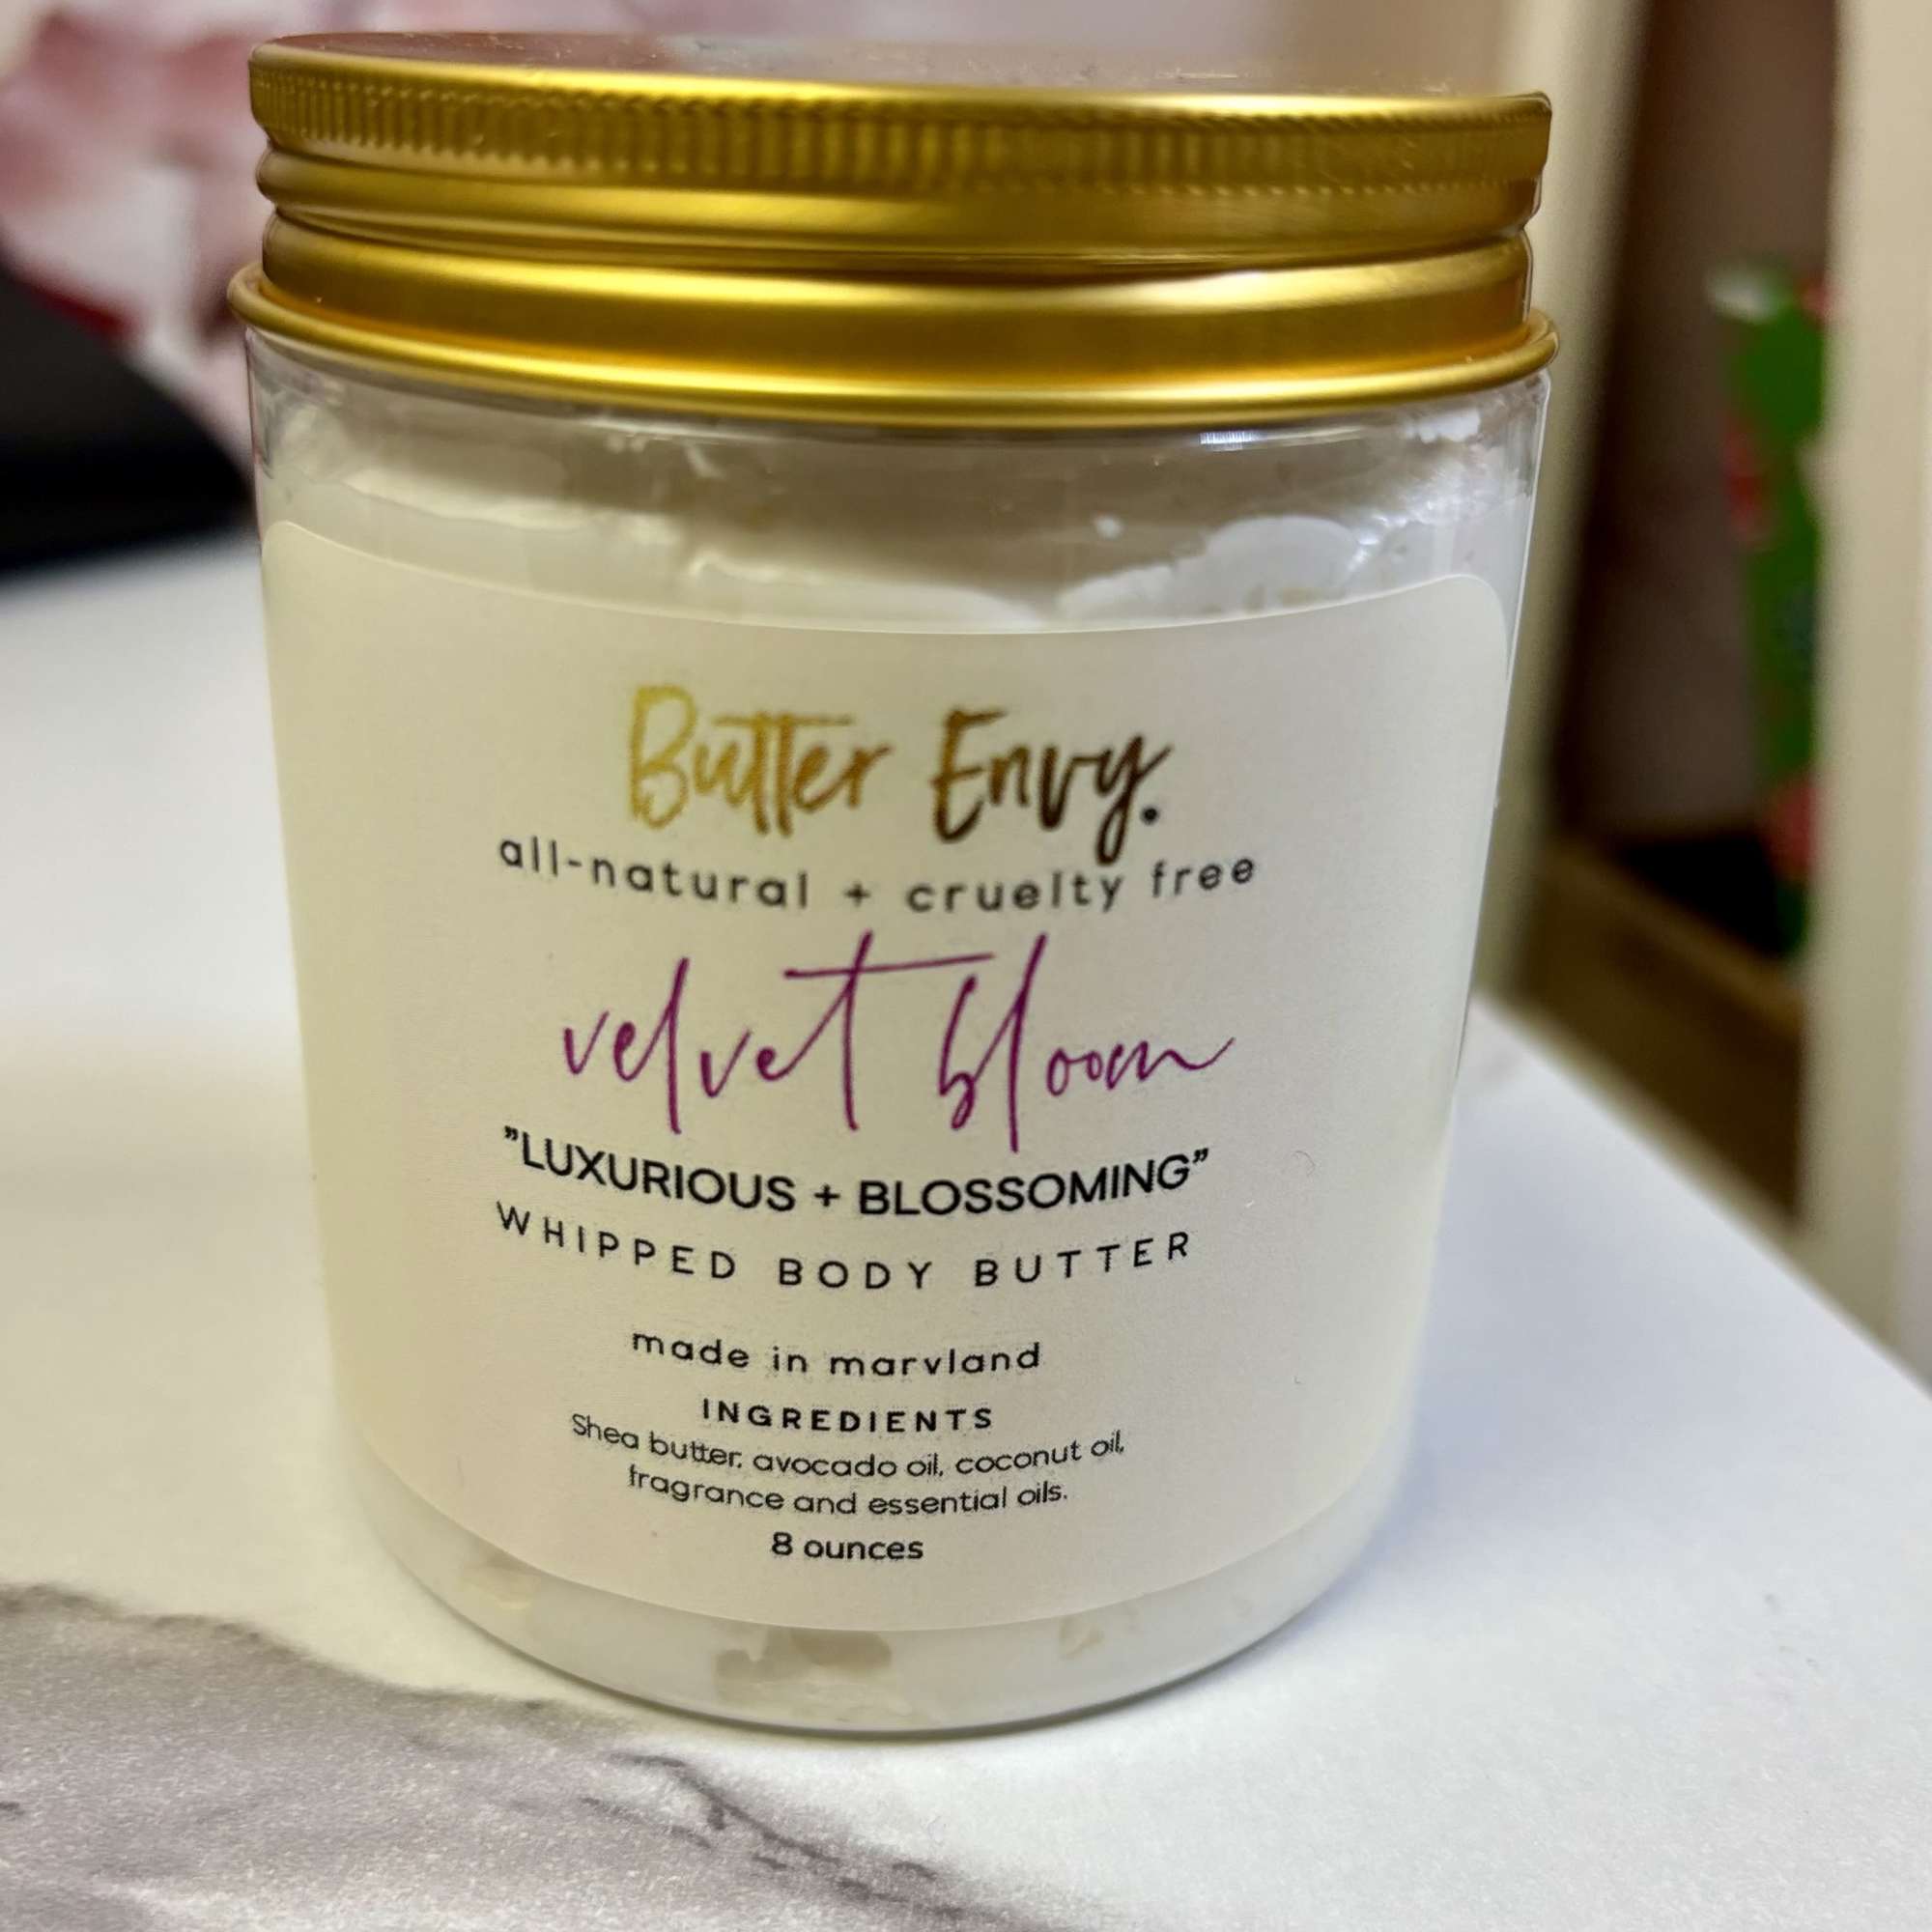 Butter Envy.
all-natural + cruelty free
velvet bloom
"LUXURIOUS + BLOSSOMING"
WHIPPED BODY BUTTER
made in maryland
INGREDIENTS
Shea butter, avocado oil, coconut oil,
fragrance and essential oils.
8 ounces